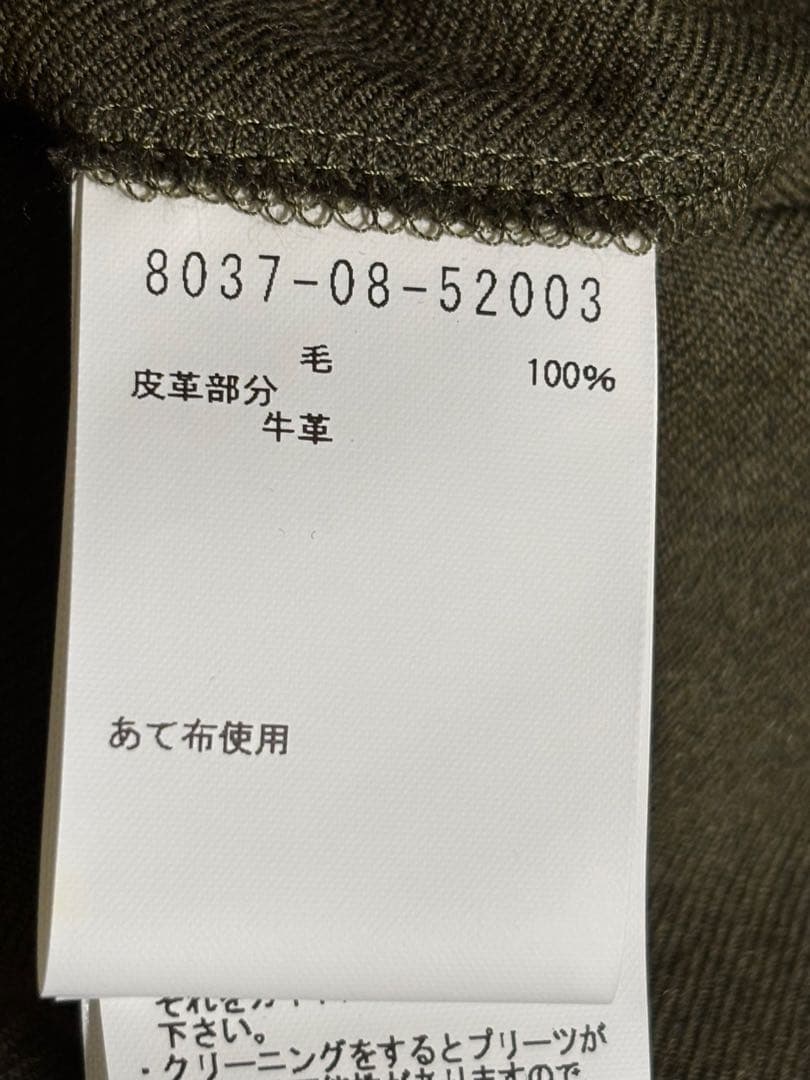 8037-08-52003
毛 100%
皮革部分
牛革
あて布使用
下さい。
・クリーニングをするとプリーツが